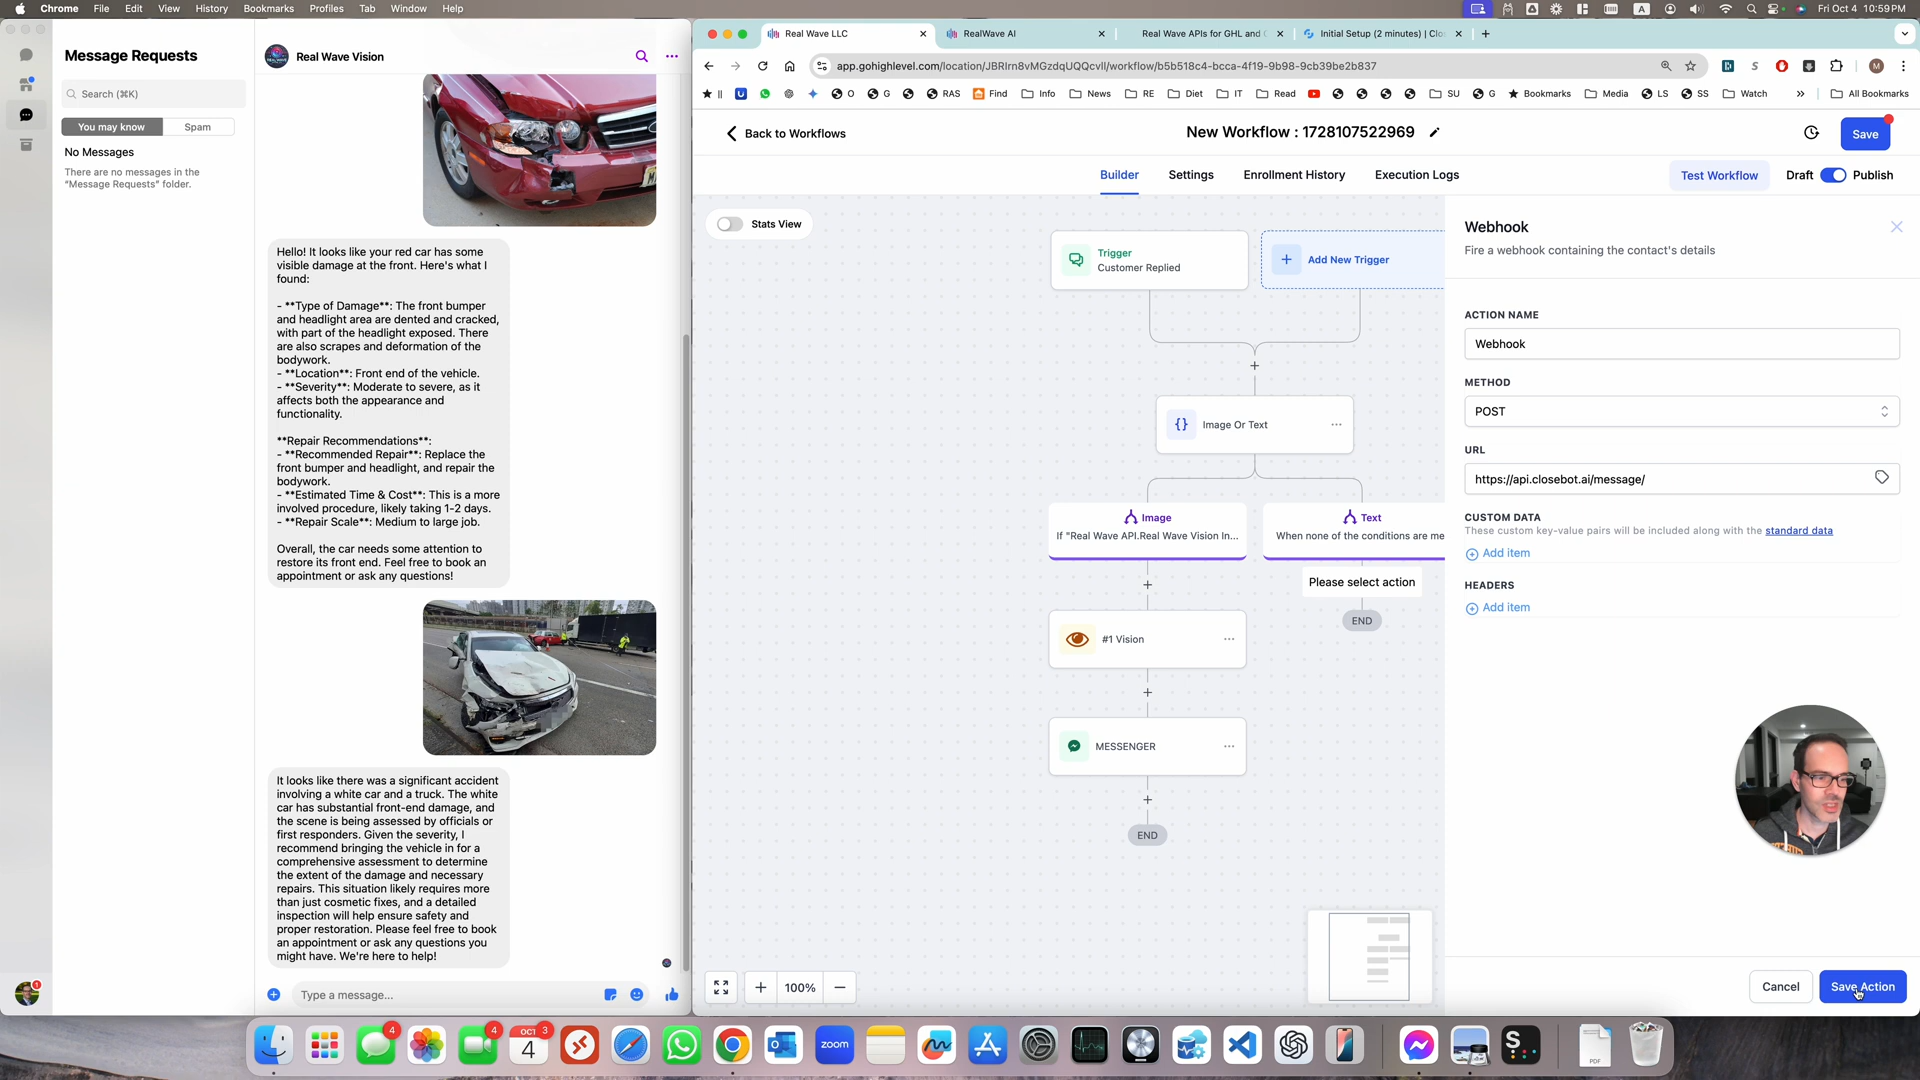 Chrome File Edit View History Bookmarks Profiles Tab Window Help
A
Fri Oct 4 10:59 PM
Message Requests
Search (⌘K)
You may know
Spam
No Messages
There are no messages in the
"Message Requests" folder.
Real Wave Vision
Hello! It looks like your red car has some
visible damage at the front. Here's what I
found:
- **Type of Damage**: The front bumper
and headlight area are dented and cracked,
with part of the headlight exposed. There
are also scrapes and deformation of the
bodywork.
- **Location**: Front end of the vehicle.
- **Severity**: Moderate to severe, as it
affects both the appearance and
functionality.
**Repair Recommendations**:
- **Recommended Repair**: Replace the
front bumper and headlight, and repair the
bodywork.
- **Estimated Time & Cost**: This is a more
involved procedure, likely taking 1-2 days.
- **Repair Scale**: Medium to large job.
Overall, the car needs some attention to
restore its front end. Feel free to book an
appointment or ask any questions!
It looks like there was a significant accident
involving a white car and a truck. The white
car has substantial front-end damage, and
the scene is being assessed by officials or
first responders. Given the severity, I
recommend bringing the vehicle in for a
comprehensive assessment to determine
the extent of the damage and necessary
repairs. This situation likely requires more
than just cosmetic fixes, and a detailed
inspection will help ensure safety and
proper restoration. Please feel free to book
an appointment or ask any questions you
might have. We're here to help!
Type a message...
1
Real Wave LLC
RealWave AI
Real Wave APIs for GHL and
Initial Setup (2 minutes) | Clo
app.gohighlevel.com/location/JBRIrn8vMGzdqUQQcvlI/workflow/b5b518c4-bcca-4f19-9b98-9cb39be2b837
M
|| O G RAS Find Info News RE Diet IT Read SU G Bookmarks Media LS SS Watch » All Bookmarks
Back to Workflows
New Workflow : 1728107522969
Save
Builder
Settings
Enrollment History
Execution Logs
Test Workflow
Draft
Publish
Stats View
Trigger
Customer Replied
Add New Trigger
Image Or Text
Image
If "Real Wave API.Real Wave Vision In...
Text
When none of the conditions are me
Please select action
END
#1 Vision
MESSENGER
END
100%
Webhook
Fire a webhook containing the contact's details
ACTION NAME
Webhook
METHOD
POST
URL
https://api.closebot.ai/message/
CUSTOM DATA
These custom key-value pairs will be included along with the standard data
Add item
HEADERS
Add item
Cancel
Save Action
4
4
OCT
3
4
zoom
S
PDF